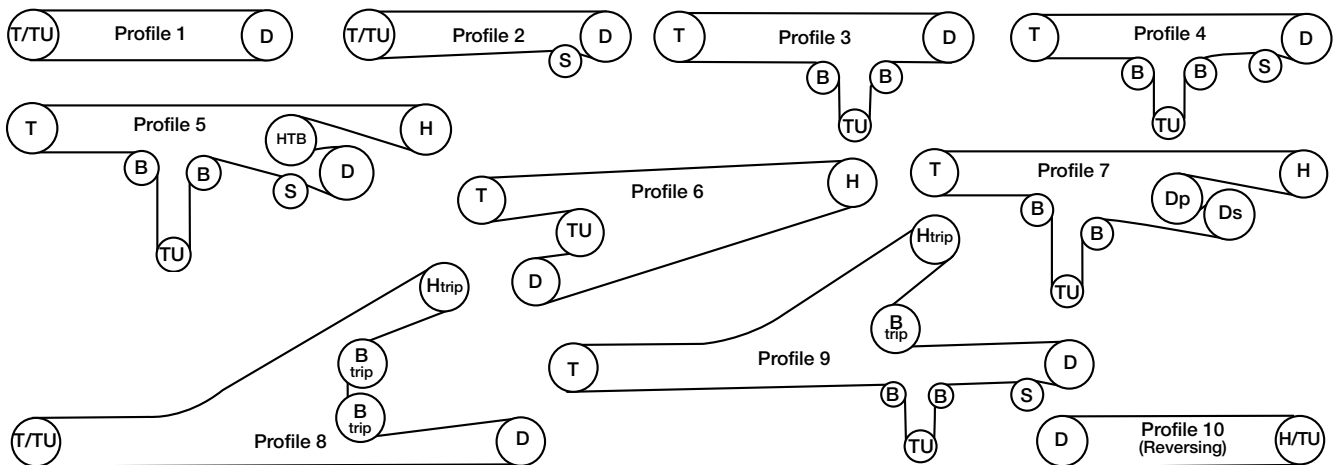 T/TU Profile 1 D
T/TU Profile 2 S D
T Profile 3 D
B B
TU
T Profile 4 D
B B S
TU
T Profile 5 HTB H
B B S D
TU
T Profile 6 H
TU
D
T Profile 7 H
B B Dp Ds
TU
Htrip
B
trip
B
trip
T/TU Profile 8 D
Htrip
B
trip
T Profile 9 D
B B S
TU
D Profile 10 H/TU
(Reversing)